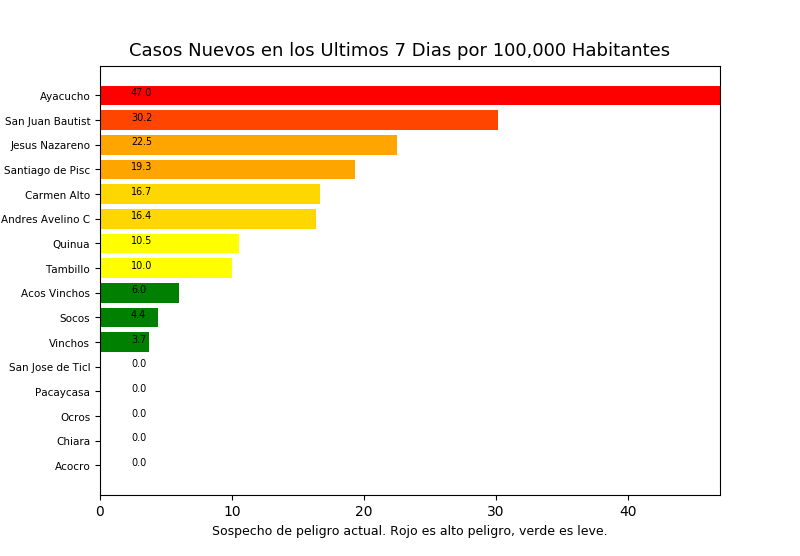 Casos Nuevos en los Ultimos 7 Dias por 100,000 Habitantes
Ayacucho 47.0
San Juan Bautist 30.2
Jesus Nazareno 22.5
Santiago de Pisc 19.3
Carmen Alto 16.7
Andres Avelino C 16.4
Quinua 10.5
Tambillo 10.0
Acos Vinchos 6.0
Socos 4.4
Vinchos 3.7
San Jose de Ticl 0.0
Pacaycasa 0.0
Ocros 0.0
Chiara 0.0
Acocro 0.0
0 10 20 30 40
Sospecho de peligro actual. Rojo es alto peligro, verde es leve.